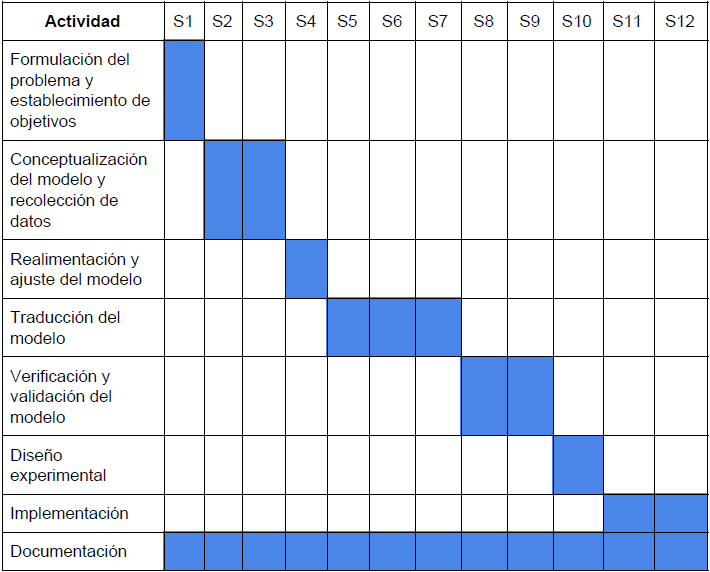 Actividad S1 S2 S3 S4 S5 S6 S7 S8 S9 S10 S11 S12
Formulación del
problema y
establecimiento de
objetivos
Conceptualización
del modelo y
recolección de
datos
Realimentación y
ajuste del modelo
Traducción del
modelo
Verificación y
validación del
modelo
Diseño
experimental
Implementación
Documentación